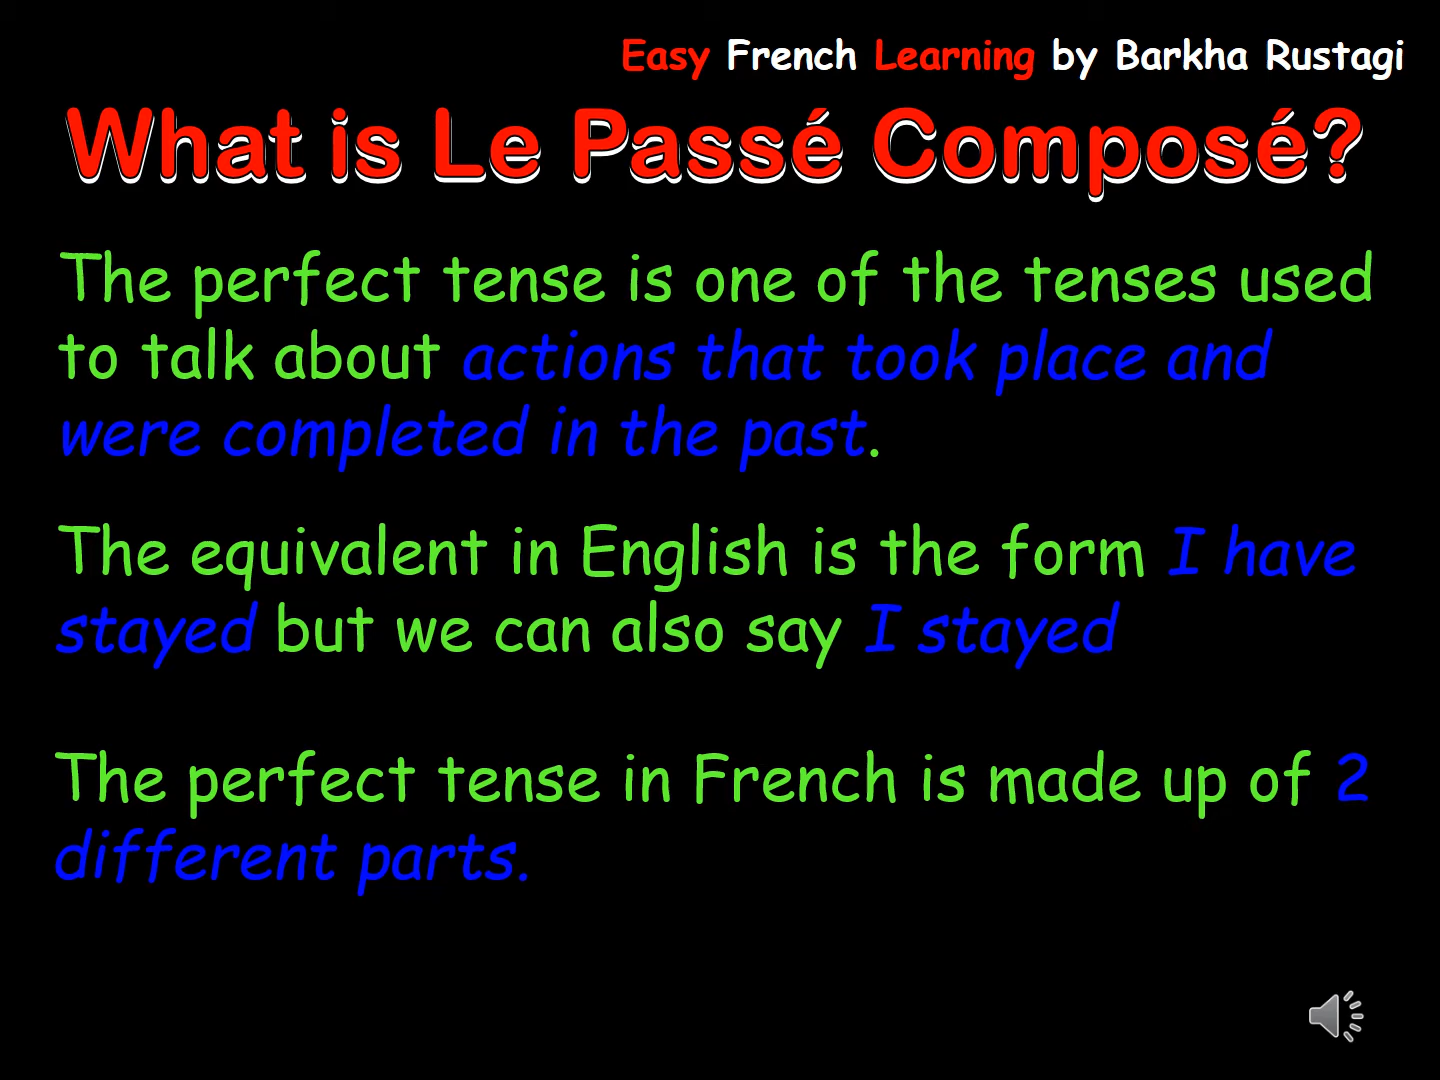 Easy French Learning by Barkha Rustagi
What is Le Passé Composé?
The perfect tense is one of the tenses used
to talk about actions that took place and
were completed in the past.
The equivalent in English is the form I have
stayed but we can also say I stayed
The perfect tense in French is made up of 2
different parts.